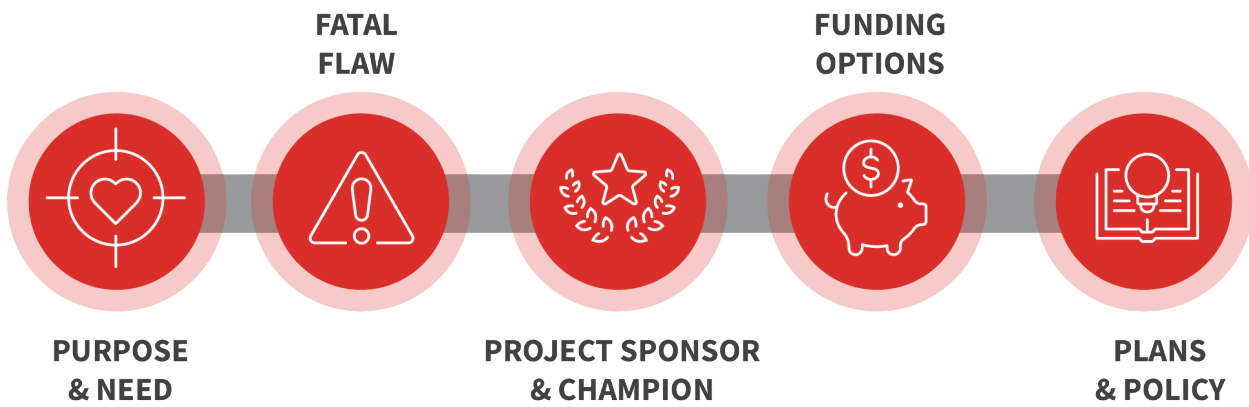 FATAL
FLAW
FUNDING
OPTIONS
$
PURPOSE
& NEED
PROJECT SPONSOR
& CHAMPION
PLANS
& POLICY